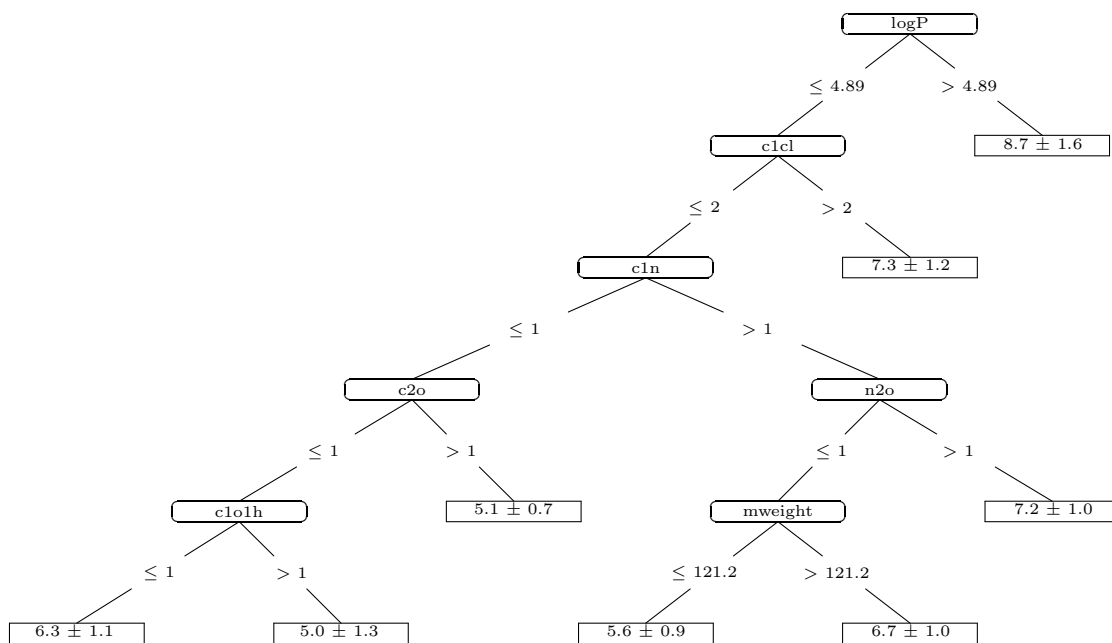 logP
≤ 4.89 > 4.89
c1cl 8.7 ± 1.6
≤ 2 > 2
c1n 7.3 ± 1.2
≤ 1 > 1
c2o n2o
≤ 1 > 1 ≤ 1 > 1
c1o1h 5.1 ± 0.7 mweight 7.2 ± 1.0
≤ 1 > 1 ≤ 121.2 > 121.2
6.3 ± 1.1 5.0 ± 1.3 5.6 ± 0.9 6.7 ± 1.0